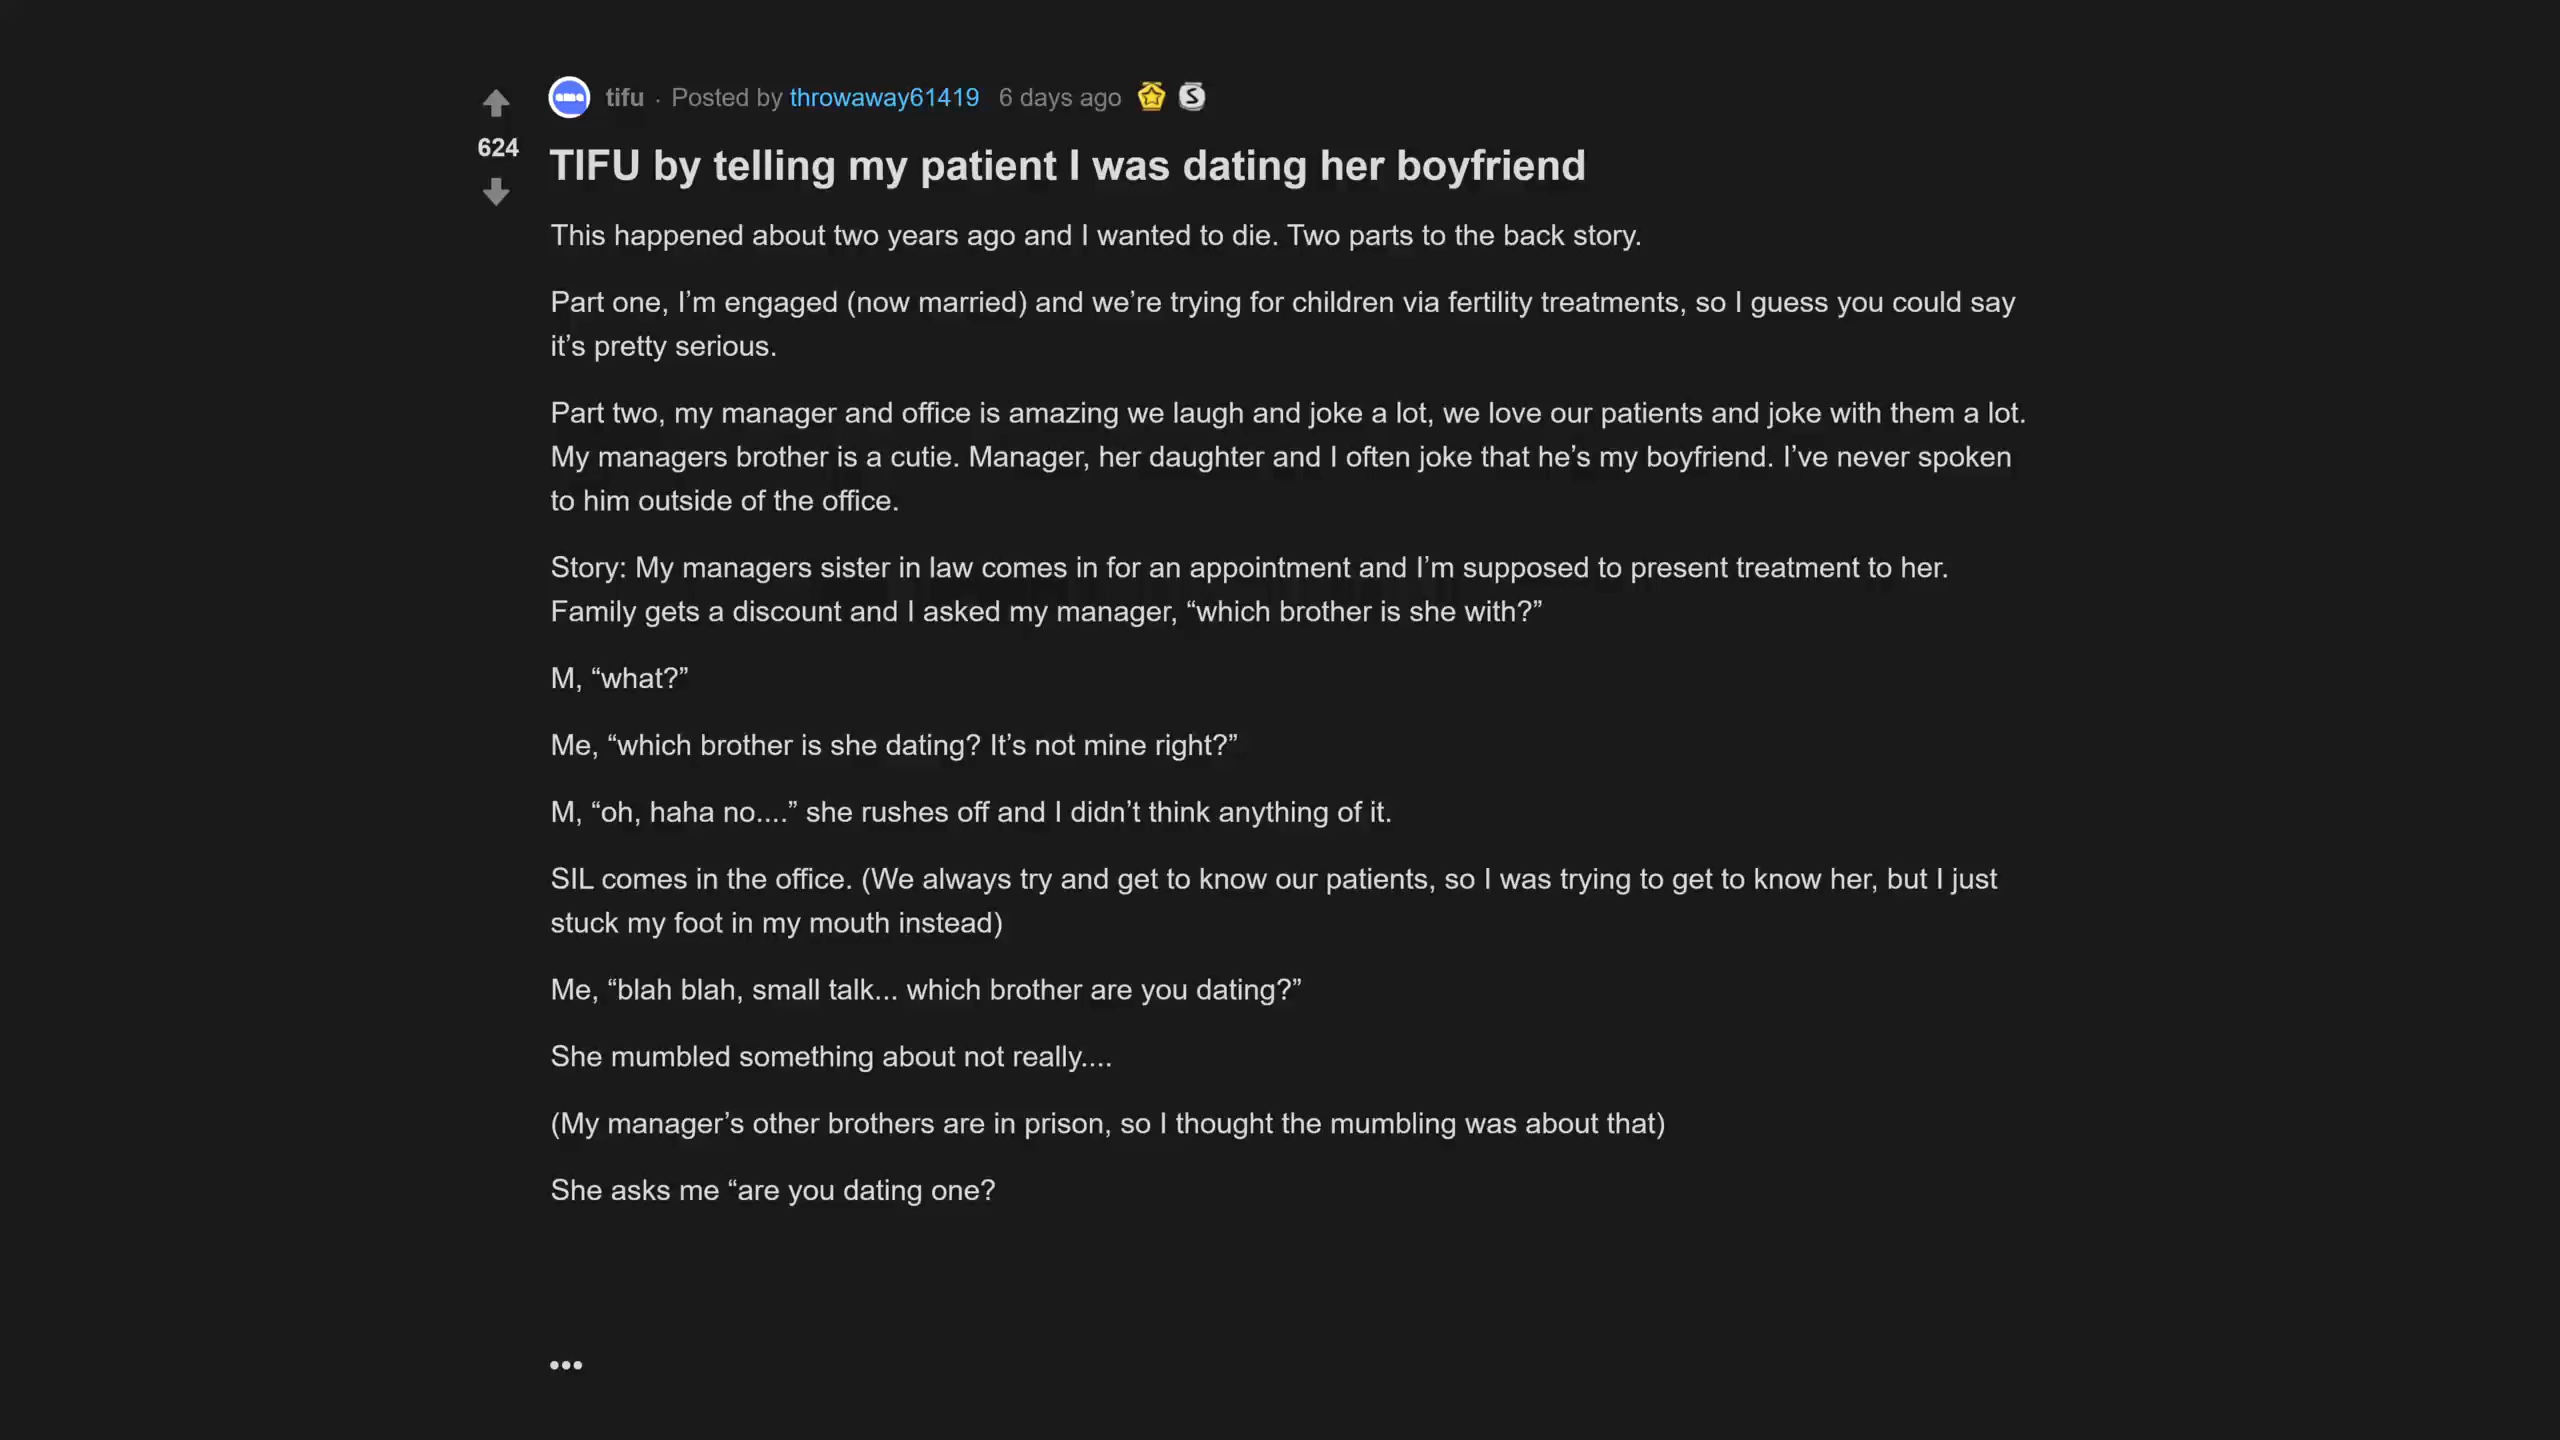 ama tifu · Posted by throwaway61419 6 days ago S
624
TIFU by telling my patient I was dating her boyfriend
This happened about two years ago and I wanted to die. Two parts to the back story.
Part one, I’m engaged (now married) and we’re trying for children via fertility treatments, so I guess you could say
it’s pretty serious.
Part two, my manager and office is amazing we laugh and joke a lot, we love our patients and joke with them a lot.
My managers brother is a cutie. Manager, her daughter and I often joke that he’s my boyfriend. I’ve never spoken
to him outside of the office.
Story: My managers sister in law comes in for an appointment and I’m supposed to present treatment to her.
Family gets a discount and I asked my manager, “which brother is she with?”
M, “what?”
Me, “which brother is she dating? It’s not mine right?”
M, “oh, haha no....” she rushes off and I didn’t think anything of it.
SIL comes in the office. (We always try and get to know our patients, so I was trying to get to know her, but I just
stuck my foot in my mouth instead)
Me, “blah blah, small talk... which brother are you dating?”
She mumbled something about not really....
(My manager’s other brothers are in prison, so I thought the mumbling was about that)
She asks me “are you dating one?
•••